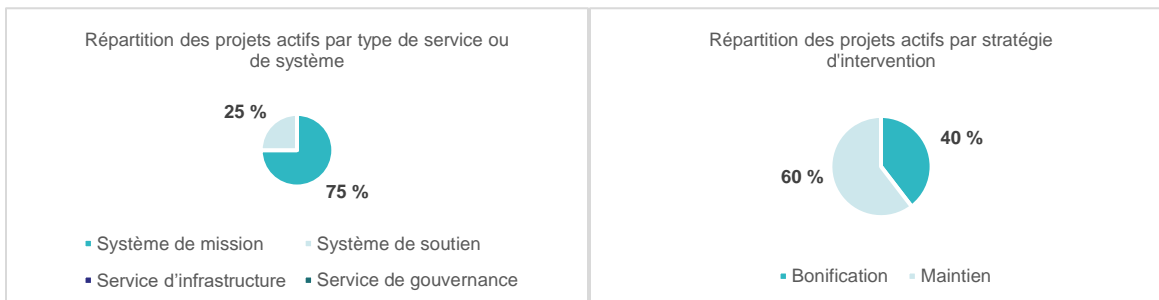 Répartition des projets actifs par type de service ou
de système
25 %
75 %
Système de mission
Système de soutien
Service d'infrastructure
Service de gouvernance
Répartition des projets actifs par stratégie
d'intervention
40 %
60 %
Bonification
Maintien